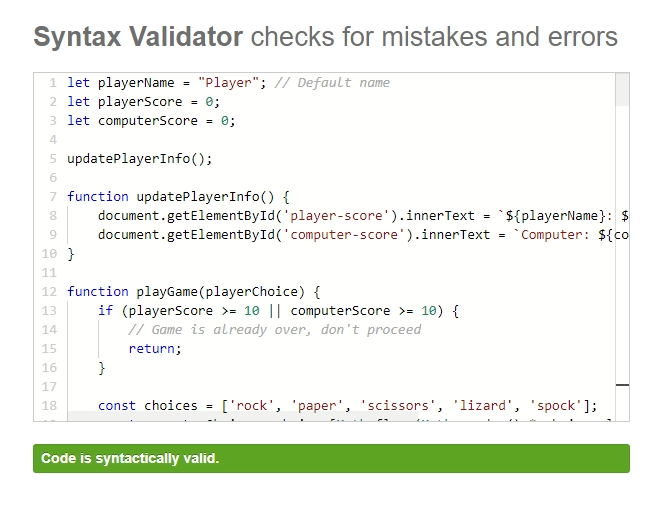 Syntax Validator checks for mistakes and errors
1 let playerName = "Player"; // Default name
2 let playerScore = 0;
3 let computerScore = 0;
4
5 updatePlayerInfo();
6
7 function updatePlayerInfo() {
8 document.getElementById('player-score').innerText = `${playerName}: $
9 document.getElementById('computer-score').innerText = `Computer: ${co
10 }
11
12 function playGame(playerChoice) {
13 if (playerScore >= 10 || computerScore >= 10) {
14 // Game is already over, don't proceed
15 return;
16 }
17
18 const choices = ['rock', 'paper', 'scissors', 'lizard', 'spock'];
Code is syntactically valid.